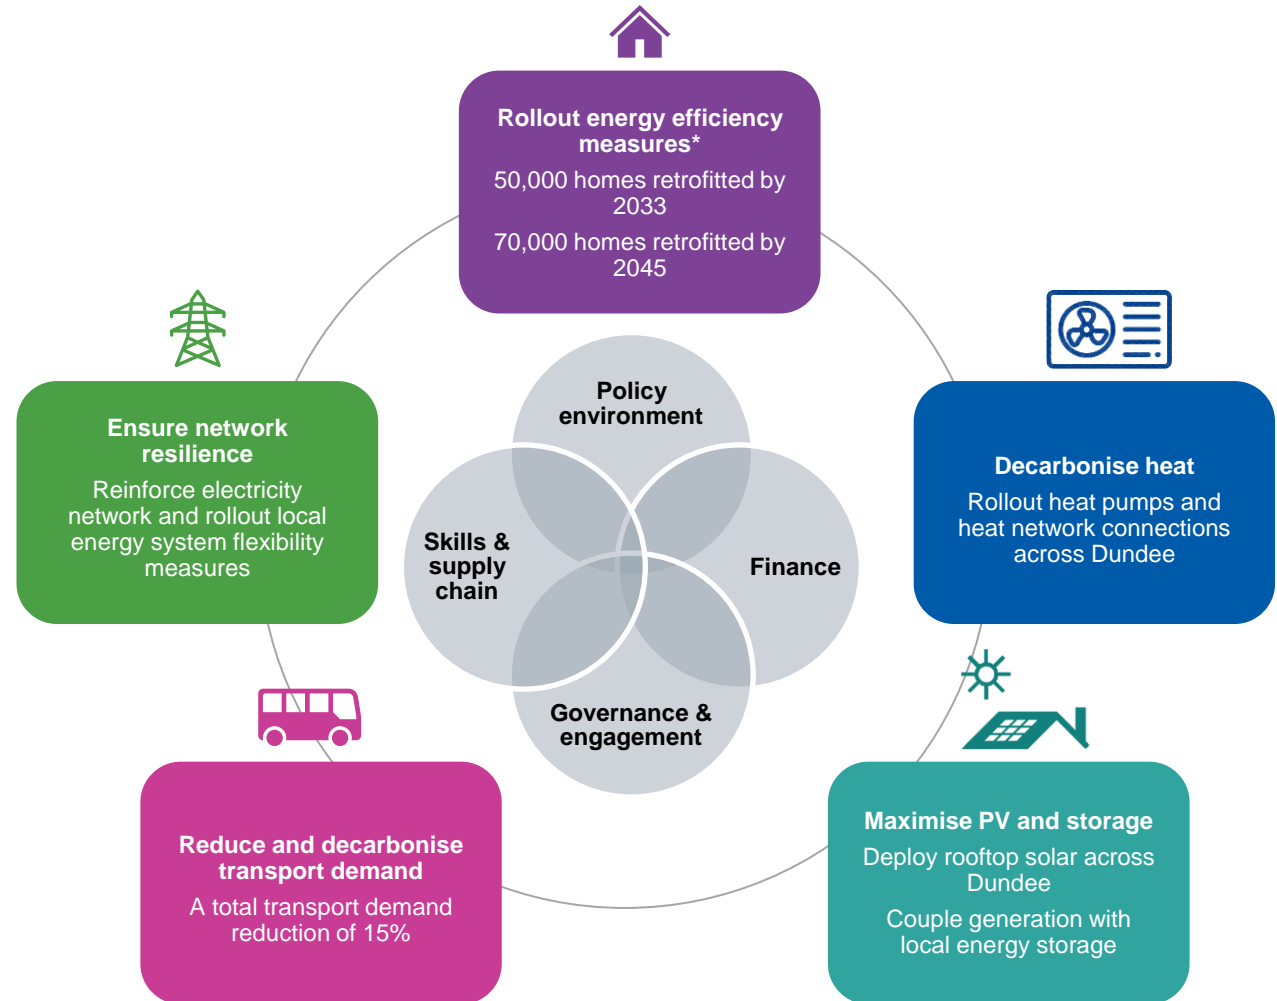 Rollout energy efficiency
measures*
50,000 homes retrofitted by
2033
70,000 homes retrofitted by
2045
Ensure network
resilience
Reinforce electricity
network and rollout local
energy system flexibility
measures
Policy
environment
Skills &
supply
chain
Finance
Governance &
engagement
Decarbonise heat
Rollout heat pumps and
heat network connections
across Dundee
Reduce and decarbonise
transport demand
A total transport demand
reduction of 15%
Maximise PV and storage
Deploy rooftop solar across
Dundee
Couple generation with
local energy storage